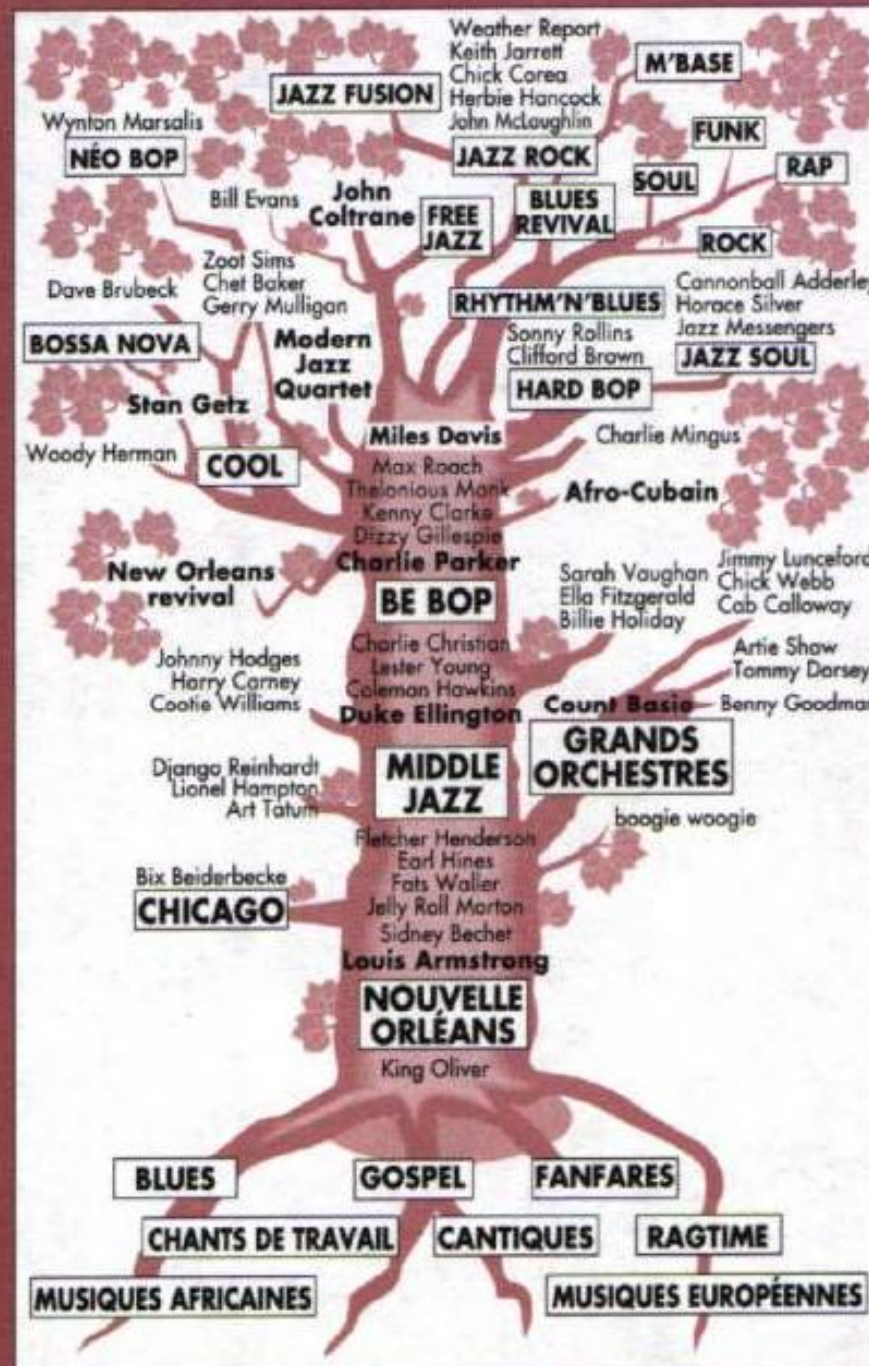 Weather Report
Keith Jarrett
Chick Corea
Herbie Hancock
John McLaughlin
M'BASE
JAZZ FUSION
Wynton Marsalis
NÉO BOP
JAZZ ROCK
FUNK
SOUL
RAP
Bill Evans
John
Coltrane
FREE
JAZZ
BLUES
REVIVAL
ROCK
Dave Brubeck
Zoot Sims
Chet Baker
Gerry Mulligan
RHYTHM'N'BLUES
Cannonball Adderley
Horace Silver
Jazz Messengers
BOSSA NOVA
Modern
Jazz
Quartet
Sonny Rollins
Clifford Brown
JAZZ SOUL
HARD BOP
Stan Getz
Miles Davis
Charlie Mingus
Woody Herman
COOL
Max Roach
Thelonious Monk
Kenny Clarke
Dizzy Gillespie
Charlie Parker
Afro-Cubain
New Orleans
revival
BE BOP
Sarah Vaughan
Ella Fitzgerald
Billie Holiday
Jimmy Lunceford
Chick Webb
Cab Calloway
Johnny Hodges
Harry Carney
Cootie Williams
Charlie Christian
Lester Young
Coleman Hawkins
Duke Ellington
Artie Shaw
Tommy Dorsey
Benny Goodman
Count Basie
GRANDS
ORCHESTRES
Django Reinhardt
Lionel Hampton
Art Tatum
MIDDLE
JAZZ
boogie woogie
Fletcher Henderson
Earl Hines
Fats Waller
Jelly Roll Morton
Sidney Bechet
Louis Armstrong
Bix Beiderbecke
CHICAGO
NOUVELLE
ORLÉANS
King Oliver
BLUES
GOSPEL
FANFARES
CHANTS DE TRAVAIL
CANTIQUES
RAGTIME
MUSIQUES AFRICAINES
MUSIQUES EUROPÉENNES